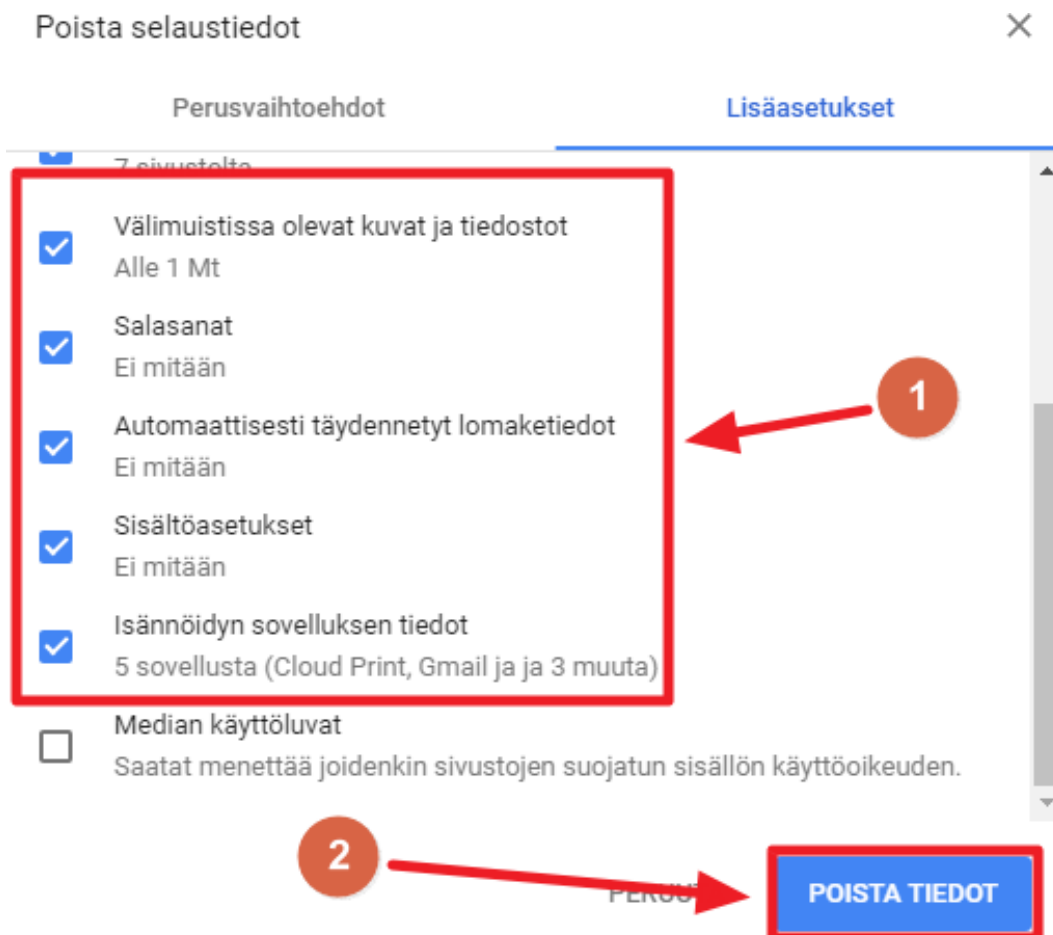 Poista selaustiedot
Perusvaihtoehdot
Lisäasetukset
7 sivustolta
Välimuistissa olevat kuvat ja tiedostot
Alle 1 Mt
Salasanat
Ei mitään
1
Automaattisesti täydennetyt lomaketiedot
Ei mitään
Sisältöasetukset
Ei mitään
Isännöidyn sovelluksen tiedot
5 sovellusta (Cloud Print, Gmail ja ja 3 muuta)
Median käyttöluvat
Saatat menettää joidenkin sivustojen suojatun sisällön käyttöoikeuden.
2
POISTA TIEDOT